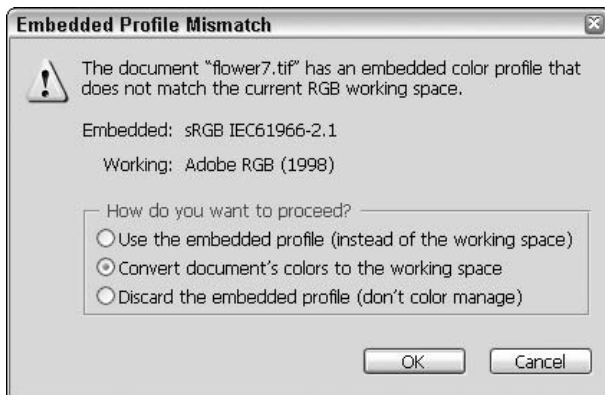 Embedded Profile Mismatch
The document "flower7.tif" has an embedded color profile that
does not match the current RGB working space.
Embedded: sRGB IEC61966-2.1
Working: Adobe RGB (1998)
How do you want to proceed?
Use the embedded profile (instead of the working space)
Convert document's colors to the working space
Discard the embedded profile (don't color manage)
OK Cancel